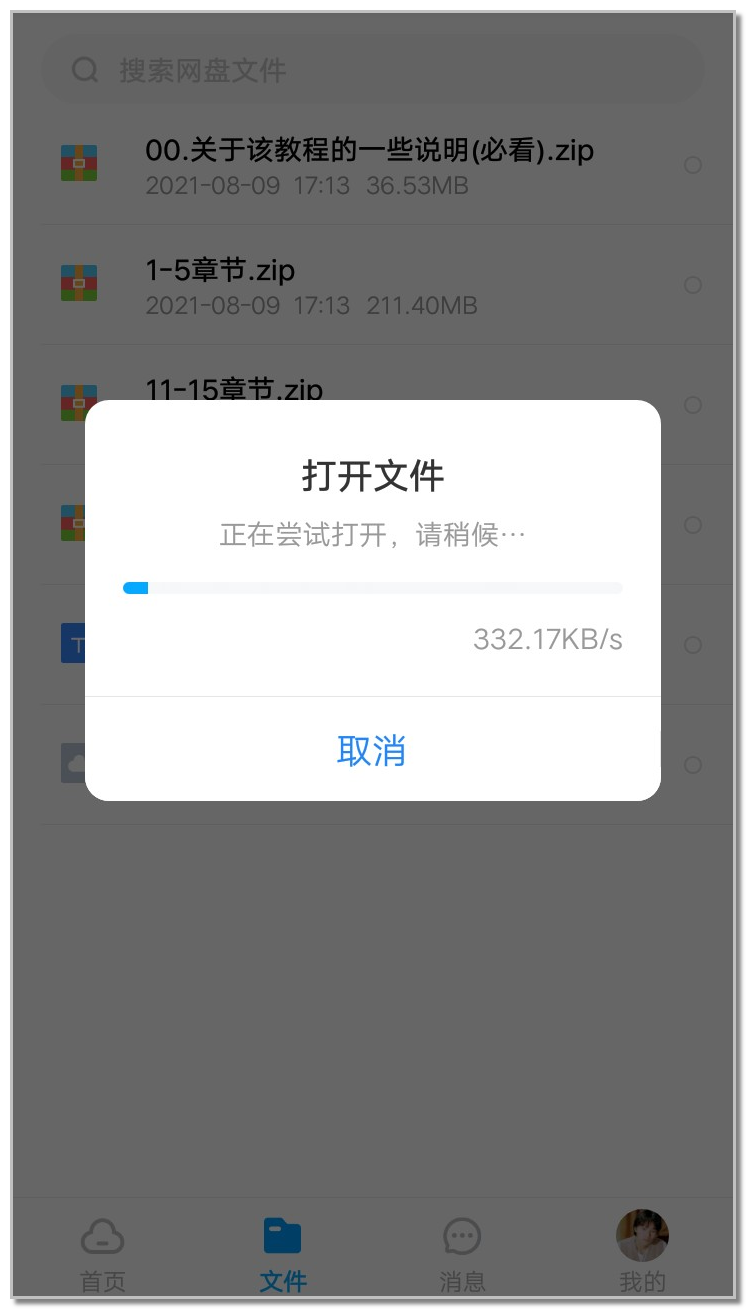 搜索网盘文件
00.关于该教程的一些说明(必看).zip
2021-08-09 17:13 36.53MB
1-5章节.zip
2021-08-09 17:13 211.40MB
11-15章节.zip
打开文件
正在尝试打开，请稍候…
332.17KB/s
T
取消
首页
文件
消息
我的